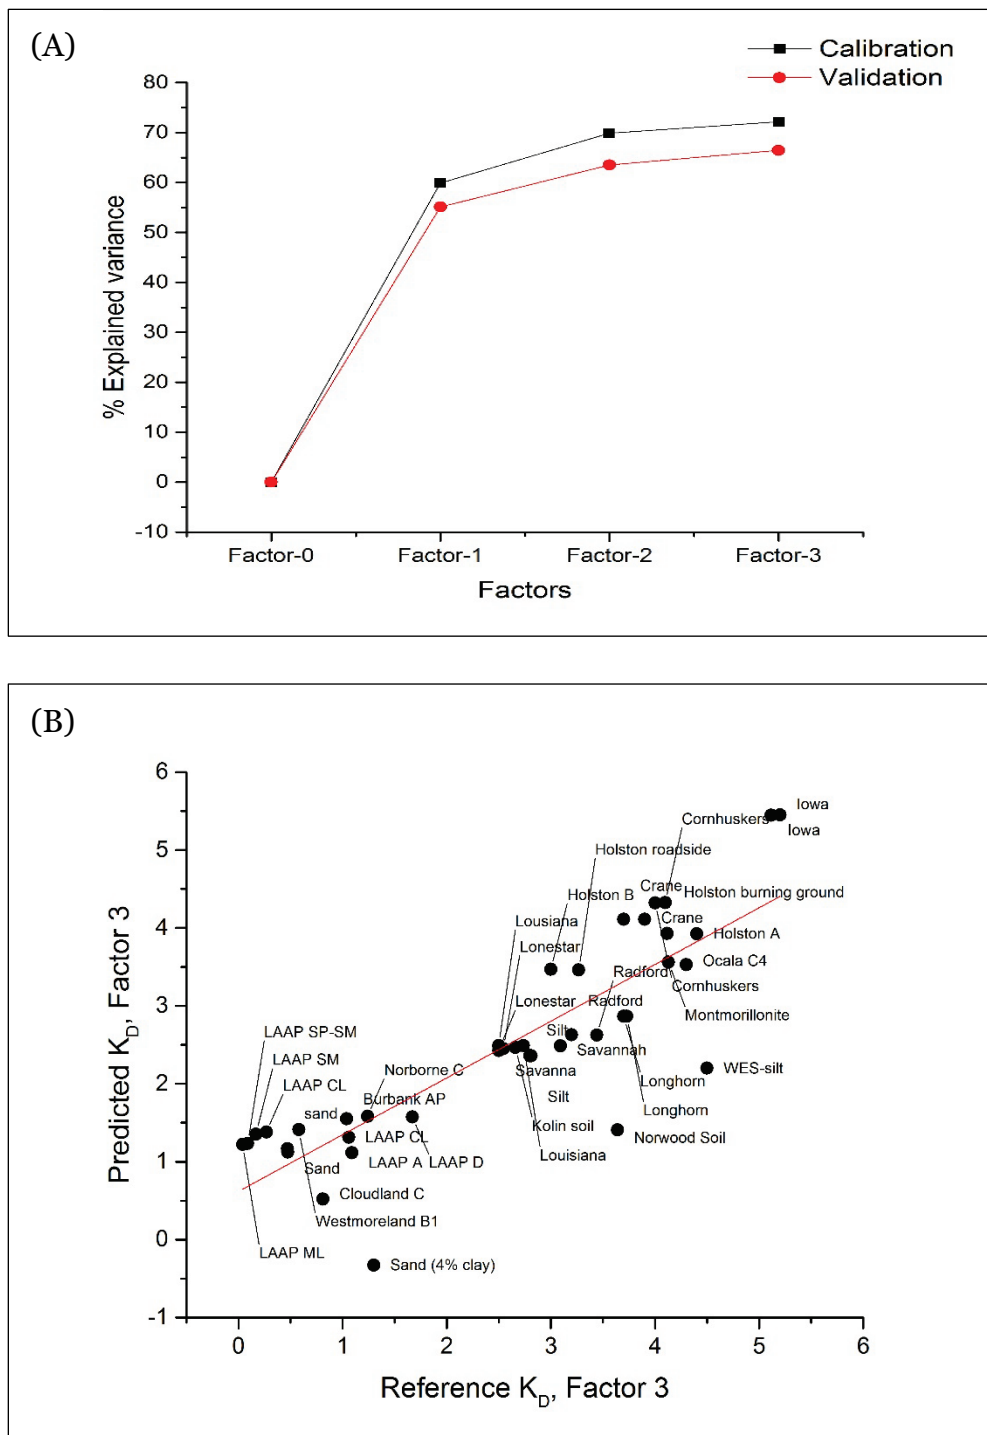 (A)
Calibration
Validation
80
70
60
50
40
30
20
10
0
-10
% Explained variance
Factor-0 Factor-1 Factor-2 Factor-3
Factors
(B)
6
5
4
3
2
1
0
-1
Predicted K_D, Factor 3
Iowa
Iowa
Cornhuskers
Holston roadside
Crane
Holston burning ground
Holston B
Lousiana
Crane
Holston A
Lonestar
Ocala C4
Radford
Cornhuskers
Lonestar
Radford
Montmorillonite
LAAP SP-SM
Silt
Savannah
LAAP SM
Norborne C
Savanna
WES-silt
LAAP CL
Burbank AP
Silt
Longhorn
sand
Kolin soil
Longhorn
LAAP CL
Norwood Soil
Sand
LAAP A
LAAP D
Louisiana
Cloudland C
Westmoreland B1
LAAP ML
Sand (4% clay)
0 1 2 3 4 5 6
Reference K_D, Factor 3